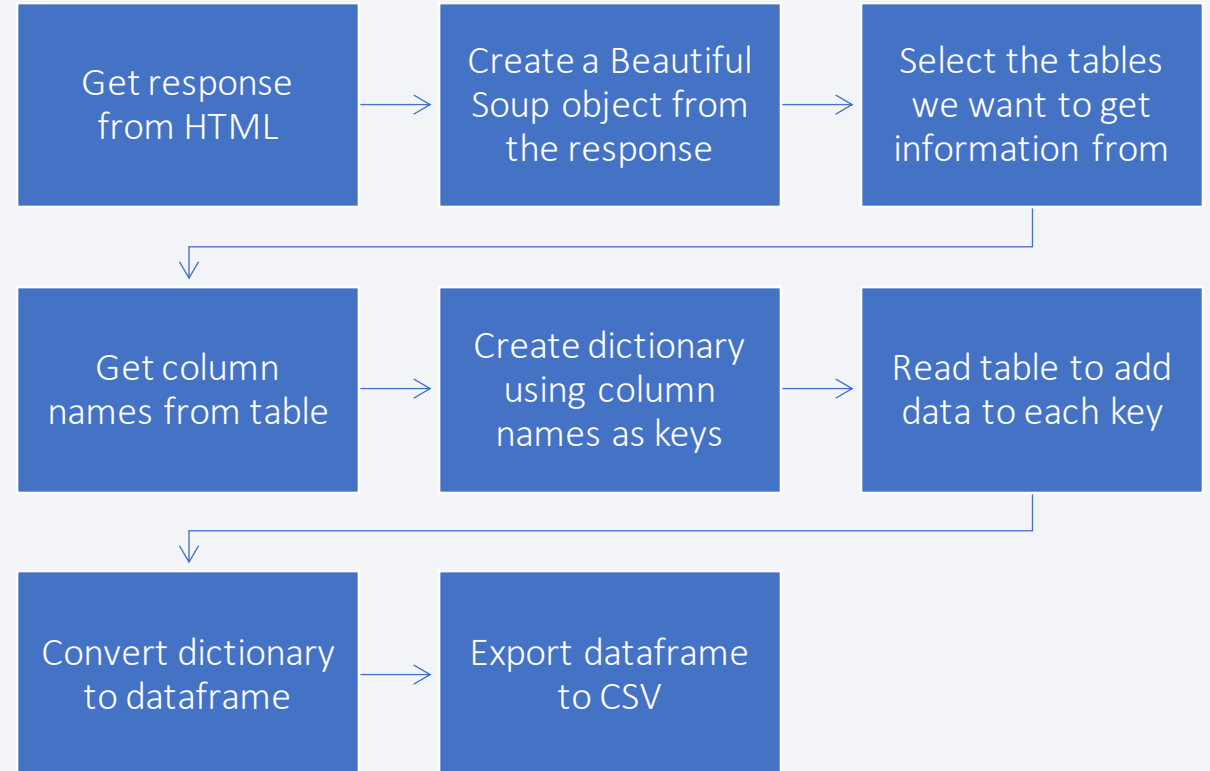 Get response
from HTML
Create a Beautiful
Soup object from
the response
Select the tables
we want to get
information from
Get column
names from table
Create dictionary
using column
names as keys
Read table to add
data to each key
Convert dictionary
to dataframe
Export dataframe
to CSV